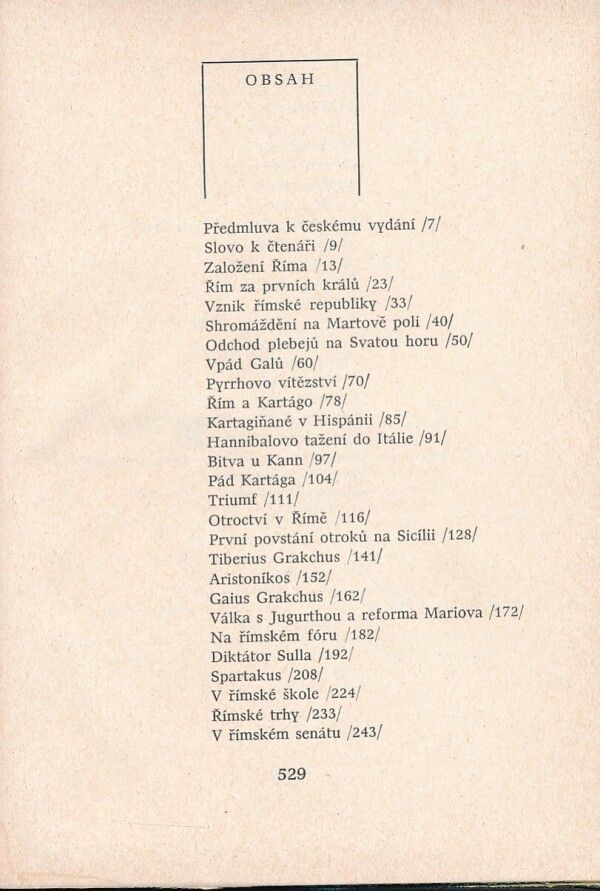 OBSAH
Předmluva k českému vydání /7/
Slovo k čtenáři /9/
Založení Říma /13/
Řím za prvních králů /23/
Vznik římské republiky /33/
Shromáždění na Martově poli /40/
Odchod plebejů na Svatou horu /50/
Vpád Galů /60/
Pyrrhovo vítězství /70/
Řím a Kartágo /78/
Kartagiňané v Hispánii /85/
Hannibalovo tažení do Itálie /91/
Bitva u Kann /97/
Pád Kartága /104/
Triumf /111/
Otroctví v Římě /116/
První povstání otroků na Sicílii /128/
Tiberius Grakchus /141/
Aristoníkos /152/
Gaius Grakchus /162/
Válka s Jugurthou a reforma Mariova /172/
Na římském fóru /182/
Diktátor Sulla /192/
Spartakus /208/
V římské škole /224/
Římské trhy /233/
V římském senátu /243/
529